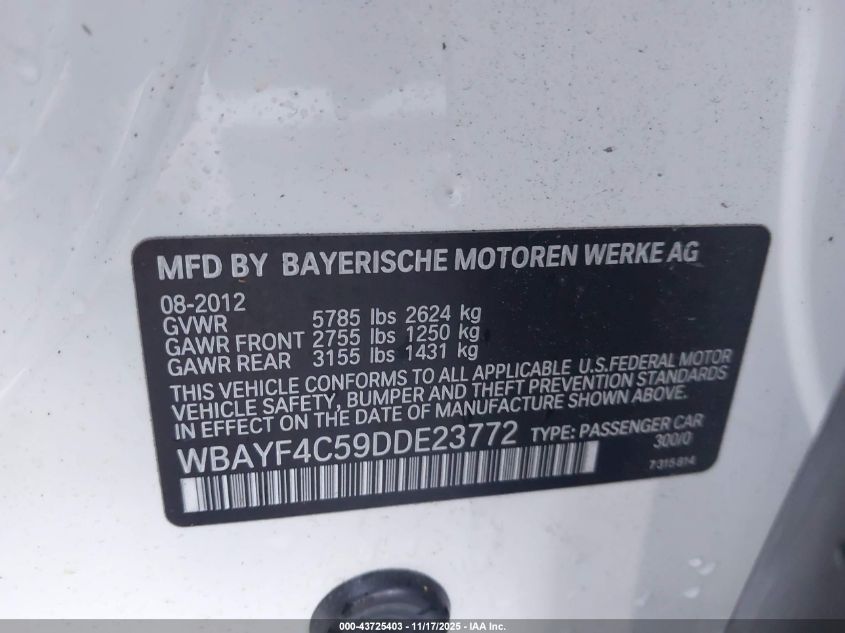 MFD BY BAYERISCHE MOTOREN WERKE AG
08-2012
GVWR 5785 lbs 2624 kg
GAWR FRONT 2755 lbs 1250 kg
GAWR REAR 3155 lbs 1431 kg
THIS VEHICLE CONFORMS TO ALL APPLICABLE U.S.FEDERAL MOTOR
VEHICLE SAFETY, BUMPER AND THEFT PREVENTION STANDARDS
IN EFFECT ON THE DATE OF MANUFACTURE SHOWN ABOVE.
WBAYF4C59DDE23772 TYPE: PASSENGER CAR
300/0
7 315 814
000-43725403 — 11/17/2025 — IAA Inc.